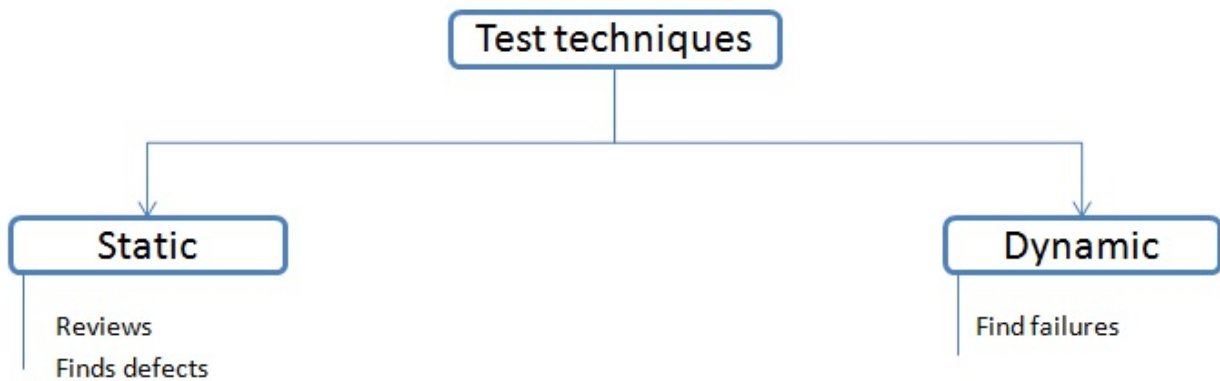 Test techniques
Static
Reviews
Finds defects
Dynamic
Find failures